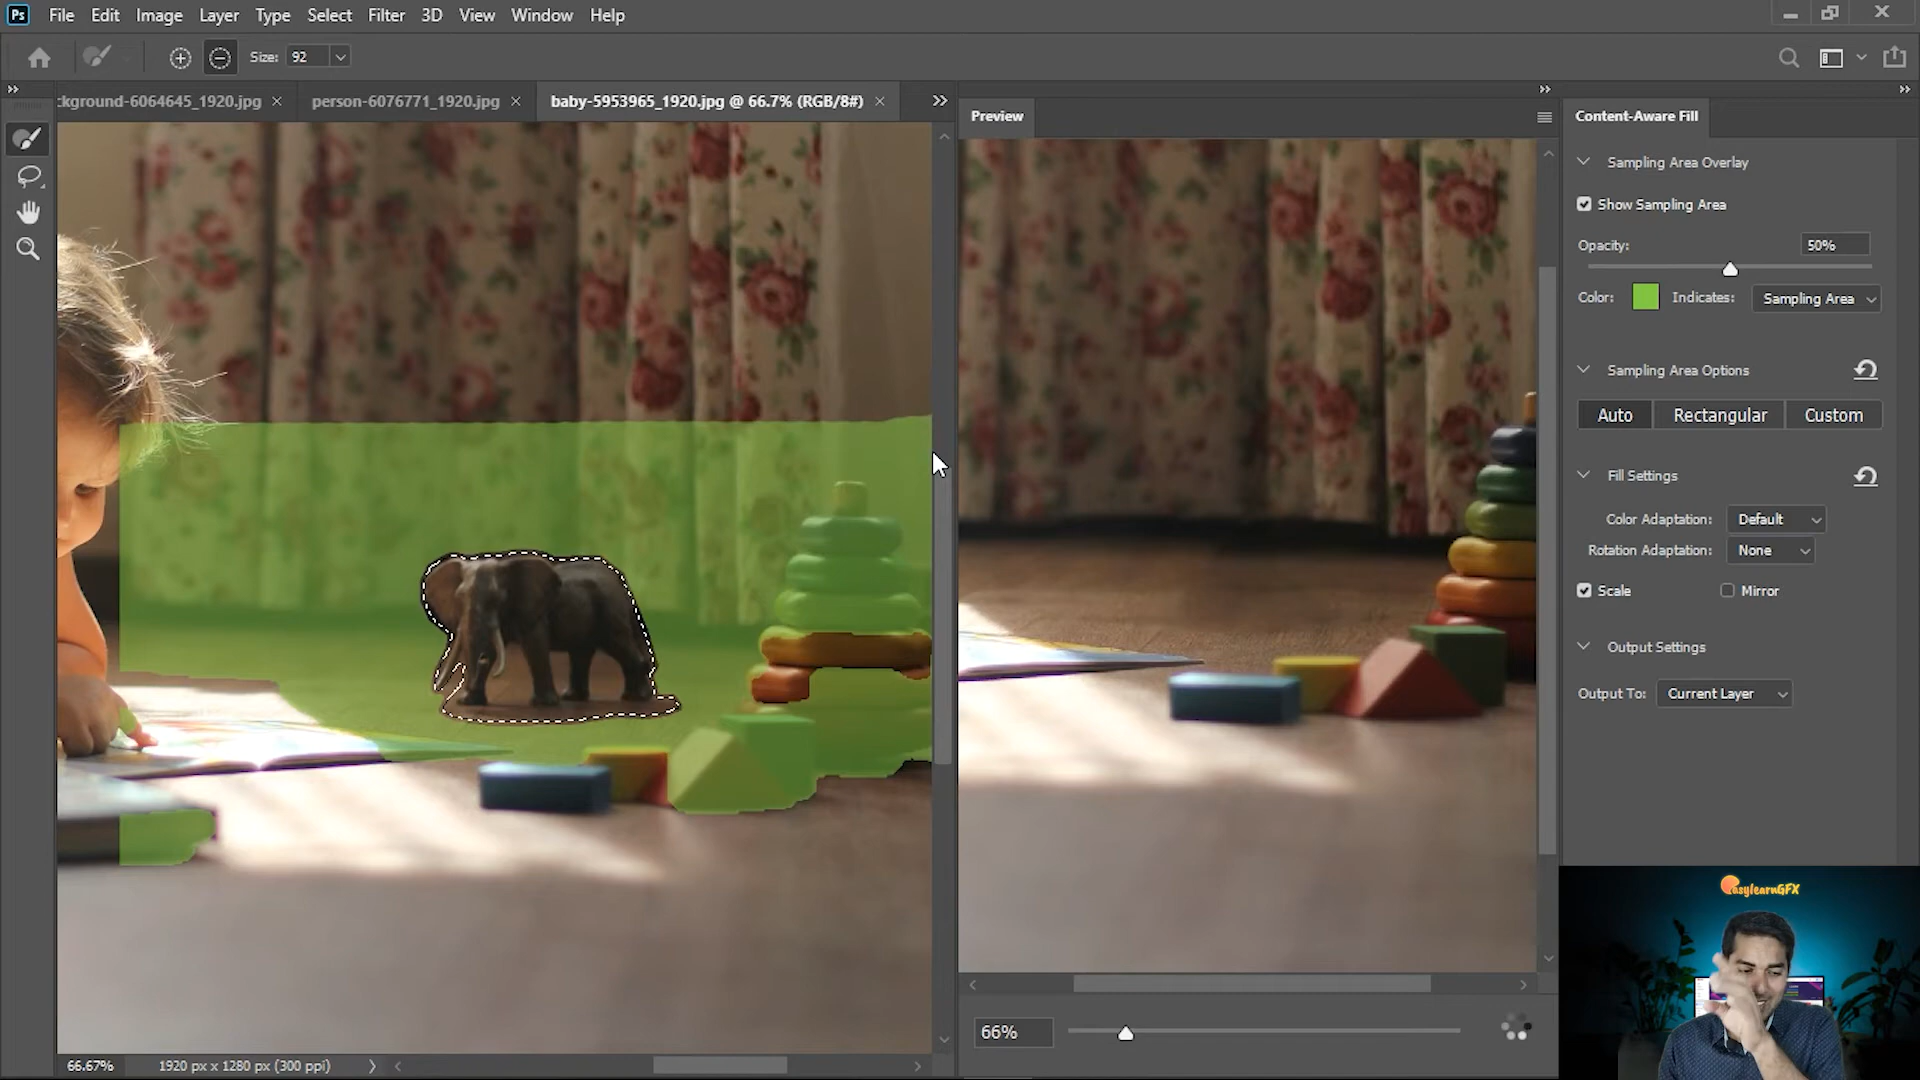 Ps File Edit Image Layer Type Select Filter 3D View Window Help
Size: 92
ckground-6064645_1920.jpg × person-6076771_1920.jpg × baby-5953965_1920.jpg @ 66.7% (RGB/8#) ×
Preview
Content-Aware Fill
Sampling Area Overlay
Show Sampling Area
Opacity: 50%
Color: Indicates: Sampling Area
Sampling Area Options
Auto Rectangular Custom
Fill Settings
Color Adaptation: Default
Rotation Adaptation: None
Scale Mirror
Output Settings
Output To: Current Layer
easylearnGFX
66%
66.67% 1920 px x 1280 px (300 ppi)